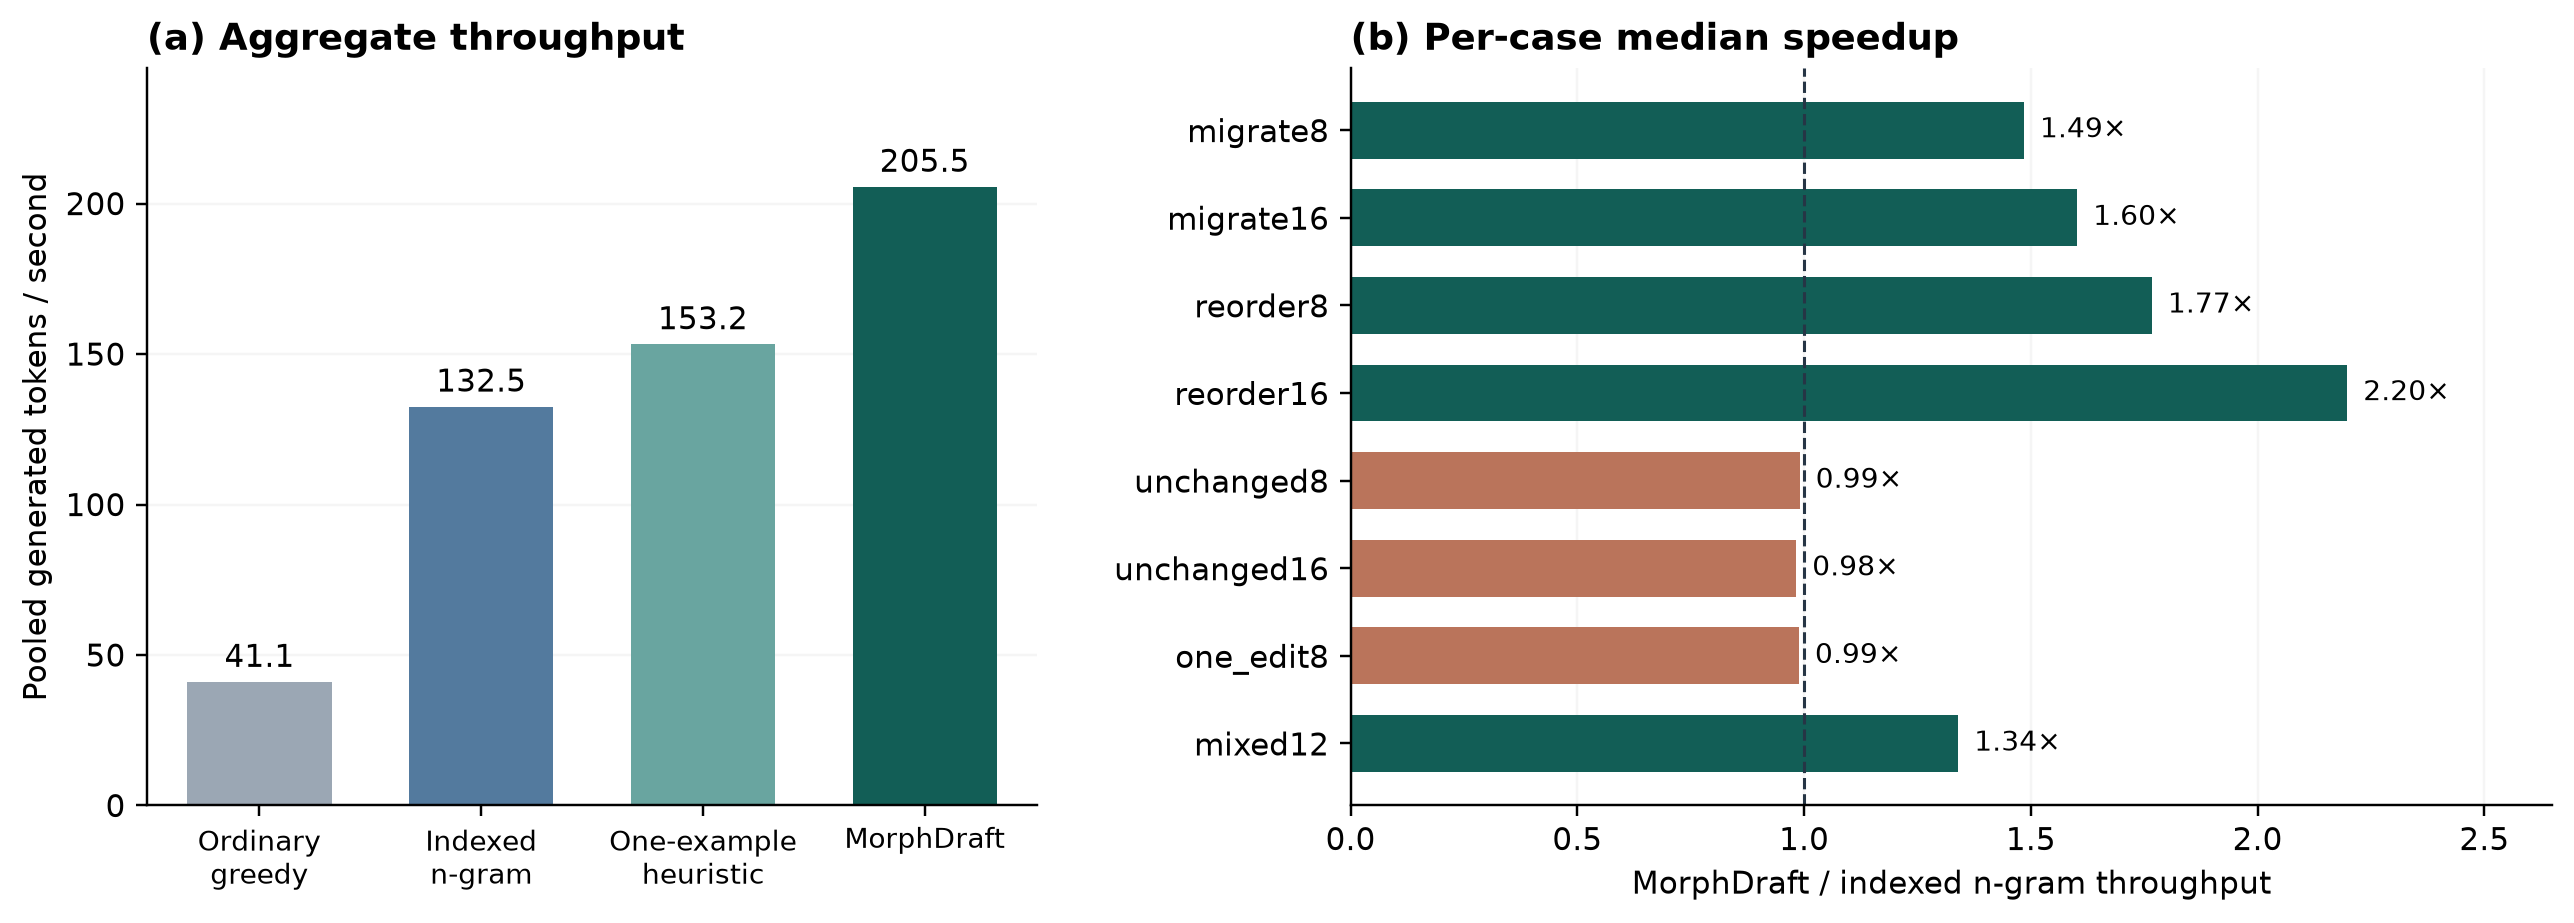 (a) Aggregate throughput
Pooled generated tokens / second
200
150
100
50
0
205.5
153.2
132.5
41.1
Ordinary
greedy
Indexed
n-gram
One-example
heuristic
MorphDraft
(b) Per-case median speedup
migrate8 1.49×
migrate16 1.60×
reorder8 1.77×
reorder16 2.20×
unchanged8 0.99×
unchanged16 0.98×
one_edit8 0.99×
mixed12 1.34×
0.0 0.5 1.0 1.5 2.0 2.5
MorphDraft / indexed n-gram throughput